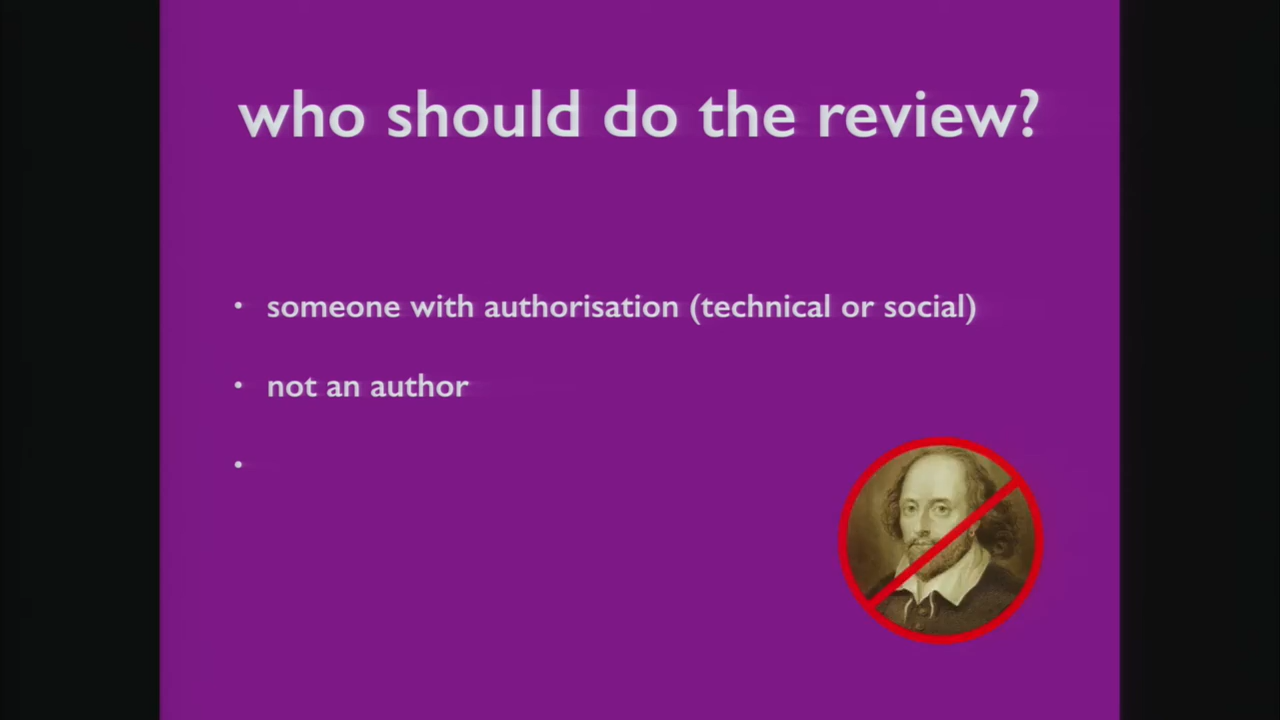 who should do the review?
• someone with authorisation (technical or social)
• not an author
•